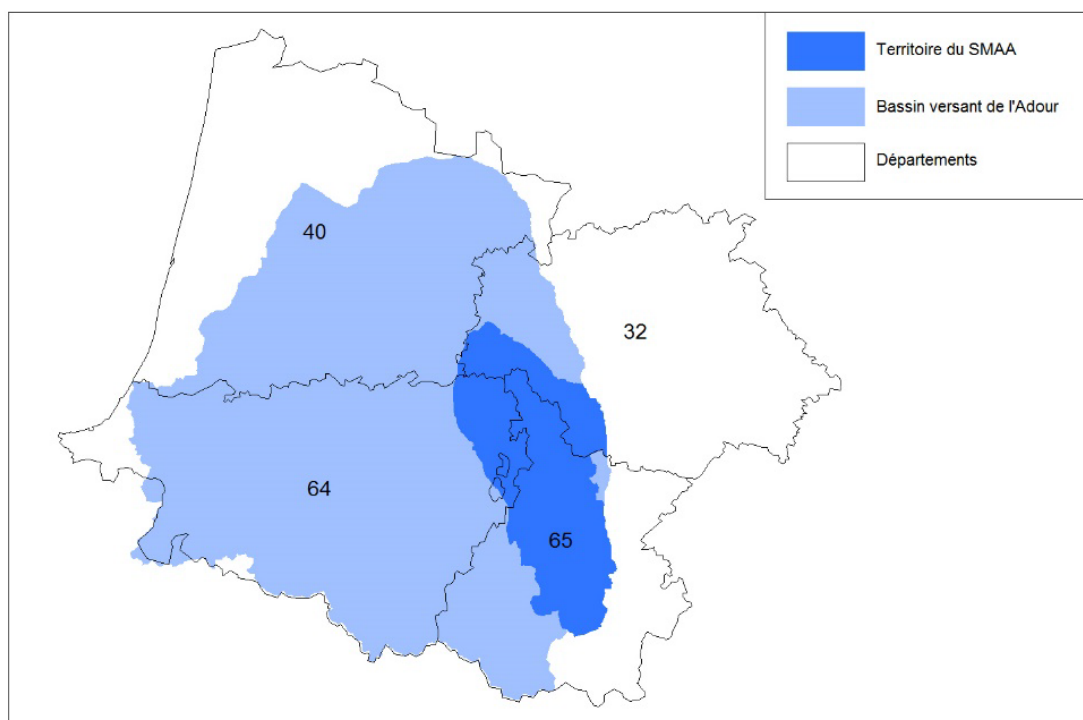 Territoire du SMAA
Bassin versant de l'Adour
Départements
40
32
64
65